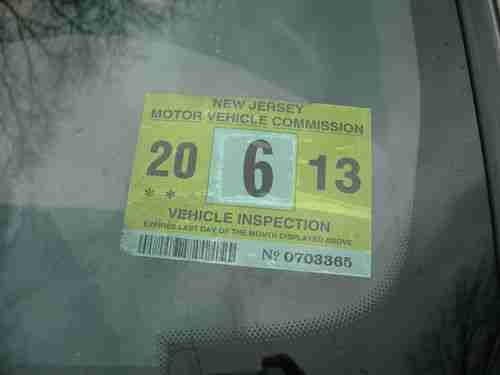 NEW JERSEY
MOTOR VEHICLE COMMISSION
20 6 13
* *
VEHICLE INSPECTION
EXPIRES LAST DAY OF THE MONTH DISPLAYED ABOVE
Nº 0703365